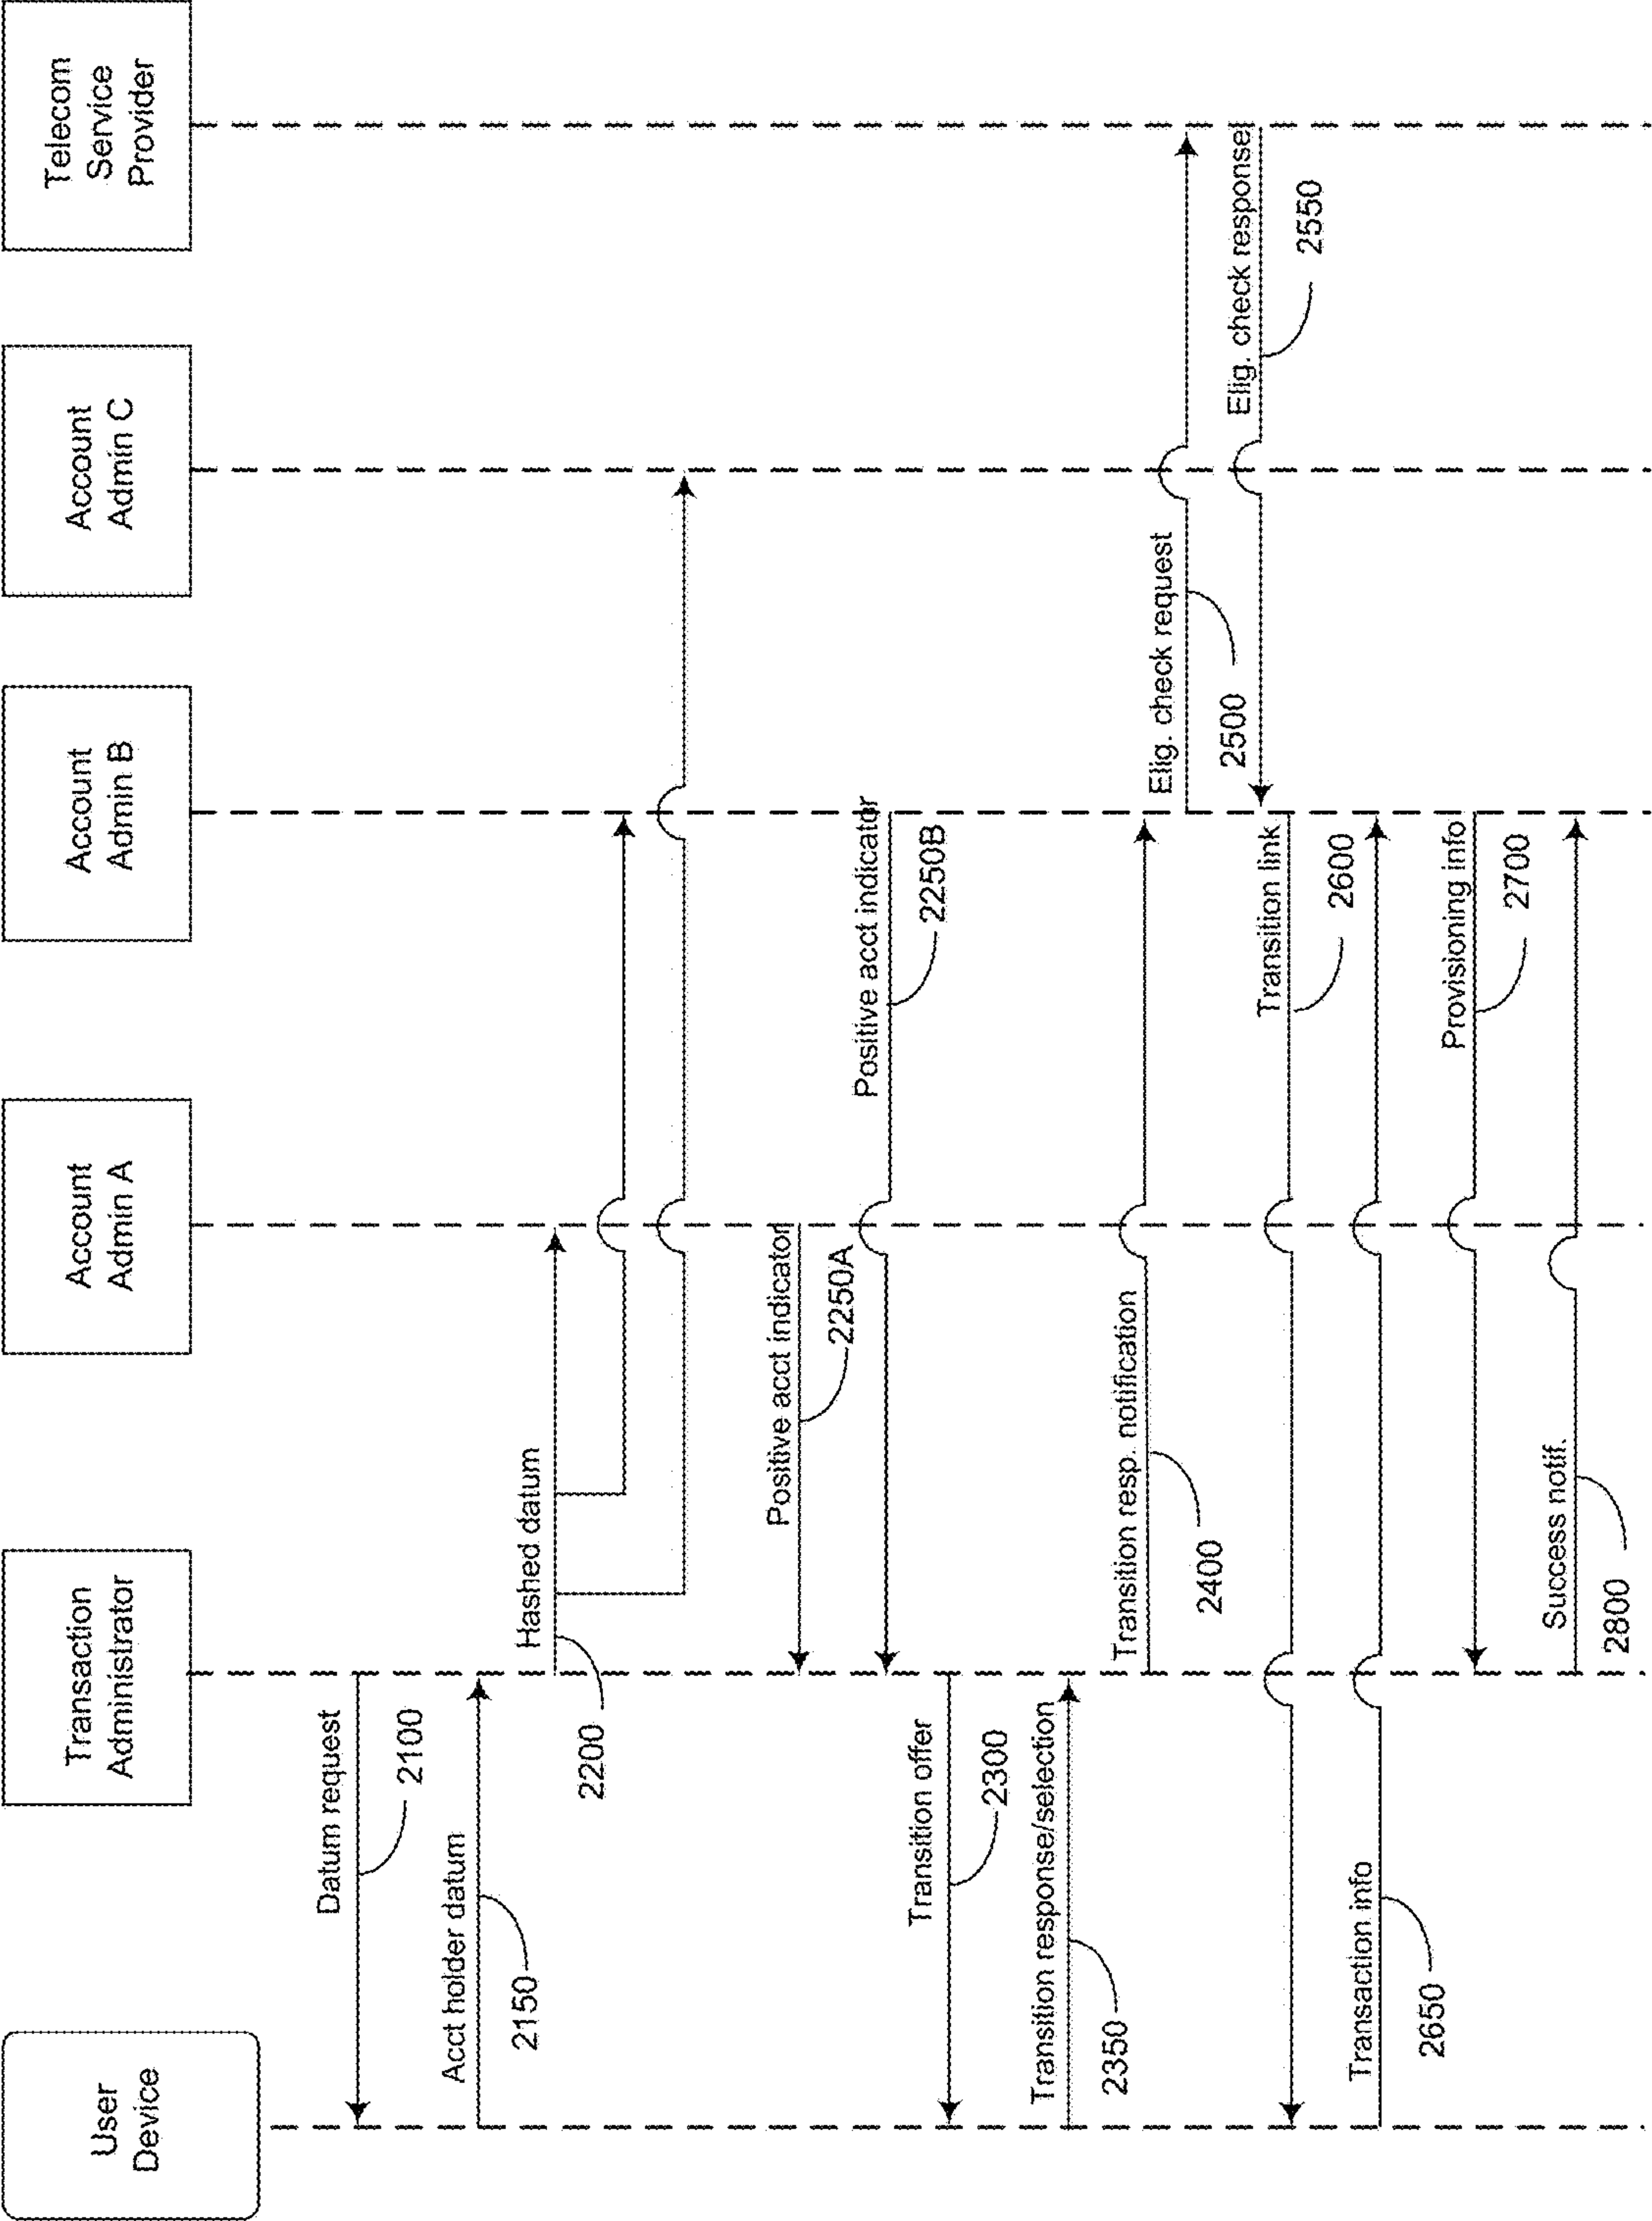 User
Device
Transaction
Administrator
Account
Admin A
Account
Admin B
Account
Admin C
Telecom
Service
Provider
Datum request
2100
Acct holder datum
2150
Hashed datum
2200
Positive acct indicator
2250A
Positive acct indicator
2250B
Transition offer
2300
Transition response/selection
2350
Transition resp. notification
2400
Elig. check request
2500
Elig. check response
2550
Transition link
2600
Transaction info
2650
Provisioning info
2700
Success notif.
2800